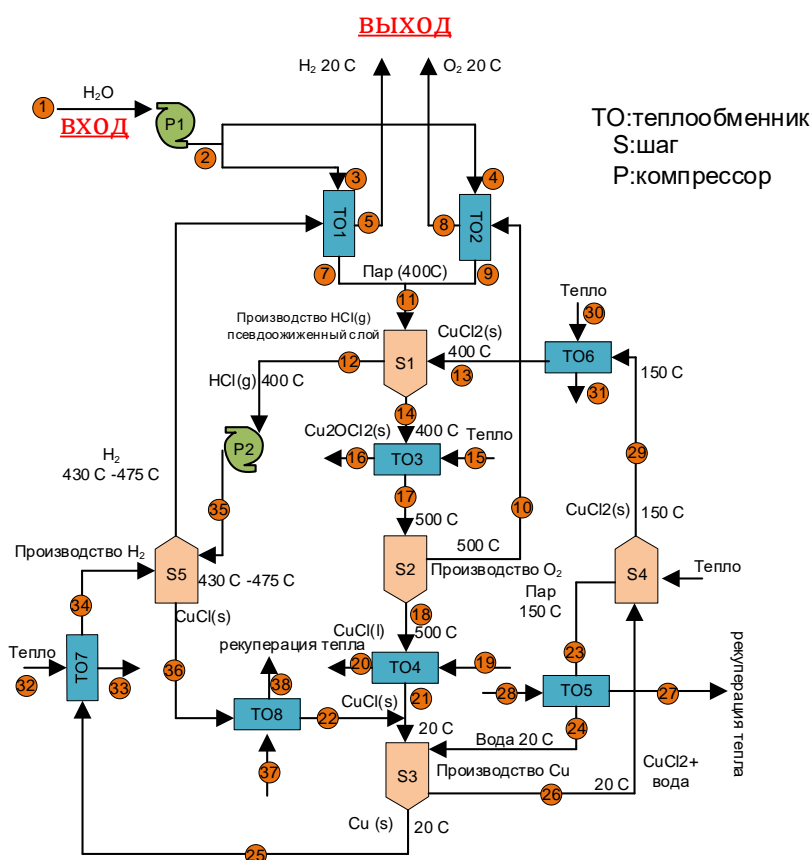 ВЫХОД
H₂ 20 C
O₂ 20 C
1
H₂O
ВХОД
P1
2
TO:теплообменник
S:шаг
P:компрессор
3
4
TO1
5
8
TO2
7
Пар (400C)
9
11
Производство HCl(g)
псевдоожиженный слой
Тепло
30
CuCl2(s)
400 C
12
S1
13
TO6
150 C
31
HCl(g) 400 C
14
Cu2OCl2(s)
400 C
Тепло
P2
16
TO3
15
29
H₂
430 C -475 C
17
10
35
500 C
CuCl2(s)
150 C
Производство H₂
S5
430 C -475 C
S2
500 C
Производство O₂
S4
Тепло
34
CuCl(s)
Пар
150 C
18
CuCl(l)
500 C
23
рекуперация тепла
Тепло
32
TO7
33
36
38
20
TO4
19
28
TO5
27
рекуперация тепла
21
TO8
22
CuCl(s)
24
20 C
Вода 20 C
37
S3
Производство Cu
CuCl2+
вода
26
20 C
Cu (s)
20 C
25